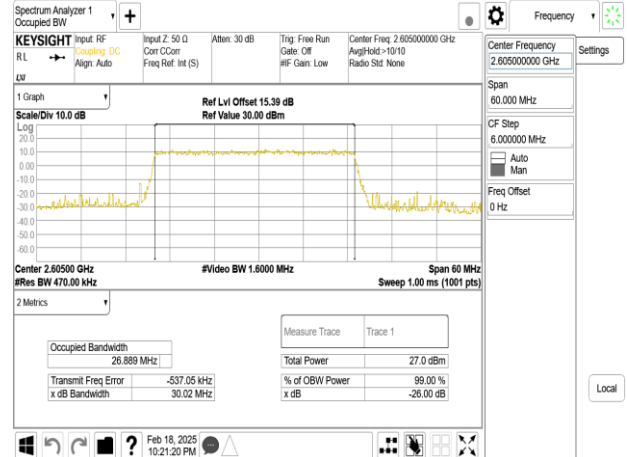 Spectrum Analyzer 1
Occupied BW
Frequency
KEYSIGHT
RL
LXI
Input: RF
Coupling: DC
Align: Auto
Input Z: 50 Ω
Corr CCorr
Freq Ref: Int (S)
Atten: 30 dB
Trig: Free Run
Gate: Off
#IF Gain: Low
Center Freq: 2.605000000 GHz
Avg|Hold:>10/10
Radio Std: None
Center Frequency
2.605000000 GHz
Settings
Span
60.000 MHz
CF Step
6.000000 MHz
Auto
Man
Freq Offset
0 Hz
Local
1 Graph
Scale/Div 10.0 dB
Ref Lvl Offset 15.39 dB
Ref Value 30.00 dBm
Log
20.0
10.0
0.00
-10.0
-20.0
-30.0
-40.0
-50.0
-60.0
Center 2.60500 GHz
#Res BW 470.00 kHz
#Video BW 1.6000 MHz
Span 60 MHz
Sweep 1.00 ms (1001 pts)
2 Metrics
Measure Trace Trace 1
Occupied Bandwidth
26.889 MHz
Total Power 27.0 dBm
Transmit Freq Error -537.05 kHz
% of OBW Power 99.00 %
x dB Bandwidth 30.02 MHz
x dB -26.00 dB
?
Feb 18, 2025
10:21:20 PM